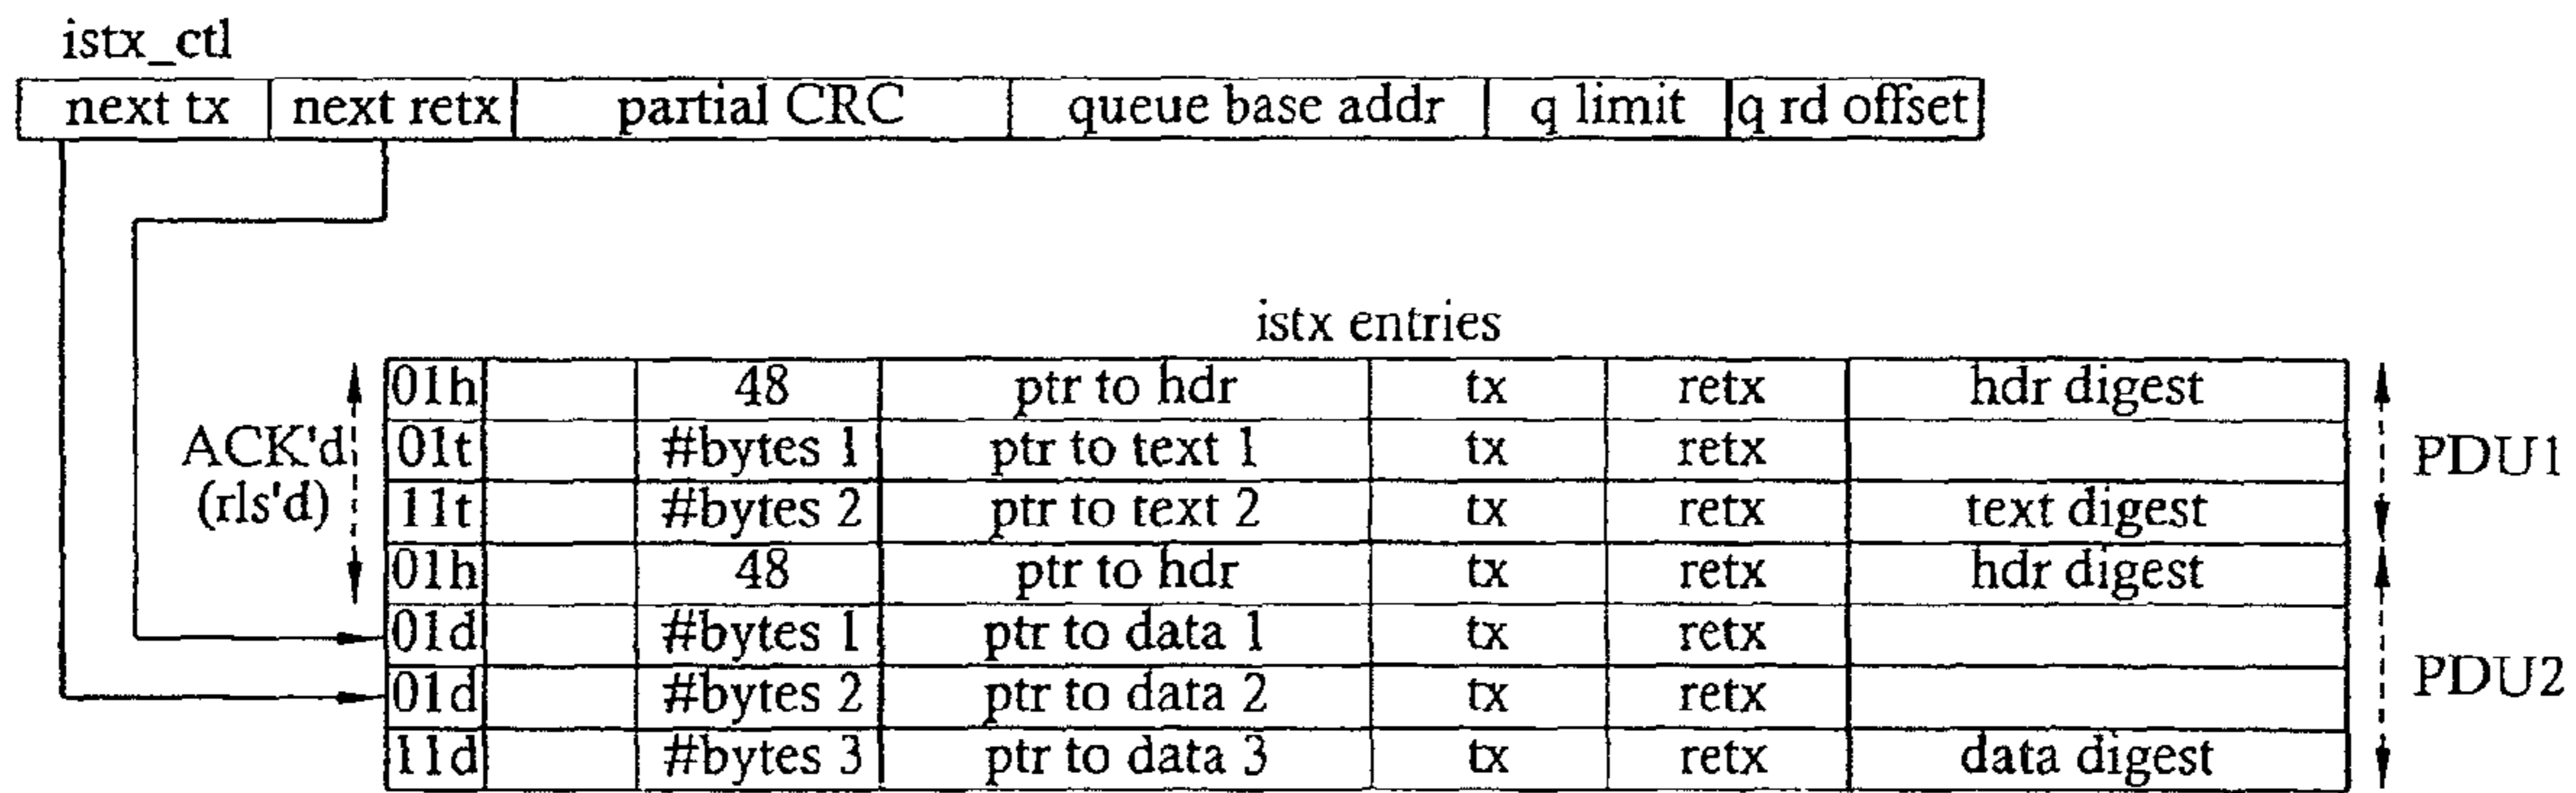 istx_ctl
next tx next retx partial CRC queue base addr q limit q rd offset
istx entries
01h 48 ptr to hdr tx retx hdr digest
ACK'd 01t #bytes 1 ptr to text 1 tx retx PDU1
(rls'd) 11t #bytes 2 ptr to text 2 tx retx text digest
01h 48 ptr to hdr tx retx hdr digest
01d #bytes 1 ptr to data 1 tx retx
01d #bytes 2 ptr to data 2 tx retx PDU2
11d #bytes 3 ptr to data 3 tx retx data digest